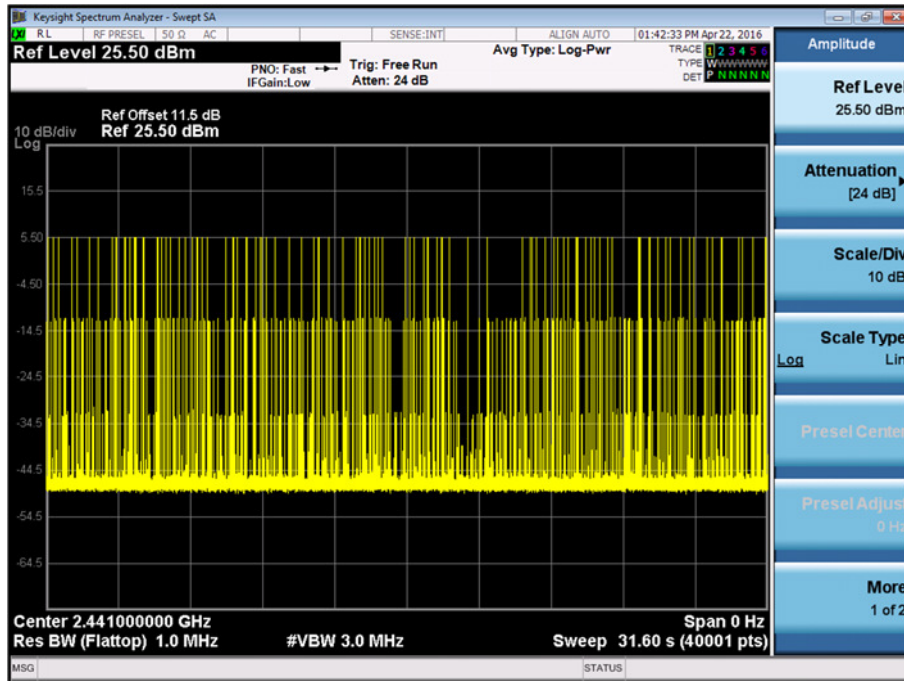 Keysight Spectrum Analyzer - Swept SA
LXI RL RF PRESEL 50 Ω AC SENSE:INT ALIGN AUTO 01:42:33 PM Apr 22, 2016
Ref Level 25.50 dBm
PNO: Fast
IFGain:Low
Trig: Free Run
Atten: 24 dB
Avg Type: Log-Pwr
TRACE 1 2 3 4 5 6
TYPE WWWWWW
DET P N N N N N
Ref Offset 11.5 dB
10 dB/div Ref 25.50 dBm
Log
15.5
5.50
-4.50
-14.5
-24.5
-34.5
-44.5
-54.5
-64.5
Center 2.441000000 GHz Span 0 Hz
Res BW (Flattop) 1.0 MHz #VBW 3.0 MHz Sweep 31.60 s (40001 pts)
MSG STATUS
Amplitude
Ref Level
25.50 dBm
Attenuation
[24 dB]
Scale/Div
10 dB
Scale Type
Log Lin
Presel Center
Presel Adjust
0 Hz
More
1 of 2